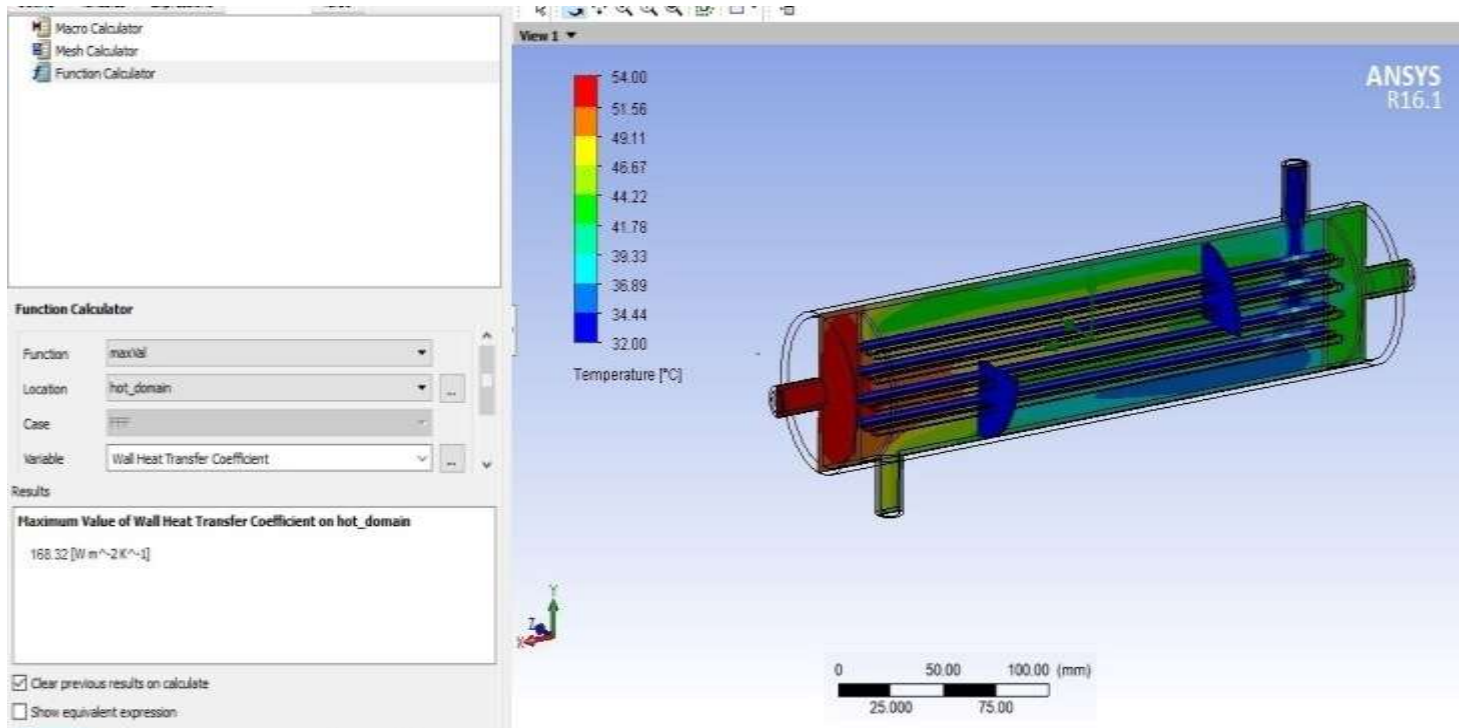 Macro Calculator
Mesh Calculator
Function Calculator
Function Calculator
Function
maxVal
Location
hot_domain
...
Case
FFF
Variable
Wall Heat Transfer Coefficient
...
Results
Maximum Value of Wall Heat Transfer Coefficient on hot_domain
168.32 [W m^-2 K^-1]
Clear previous results on calculate
Show equivalent expression
View 1
54.00
51.56
49.11
46.67
44.22
41.78
39.33
36.89
34.44
32.00
Temperature [°C]
ANSYS
R16.1
Y
Z
X
0 50.00 100.00 (mm)
25.000 75.00